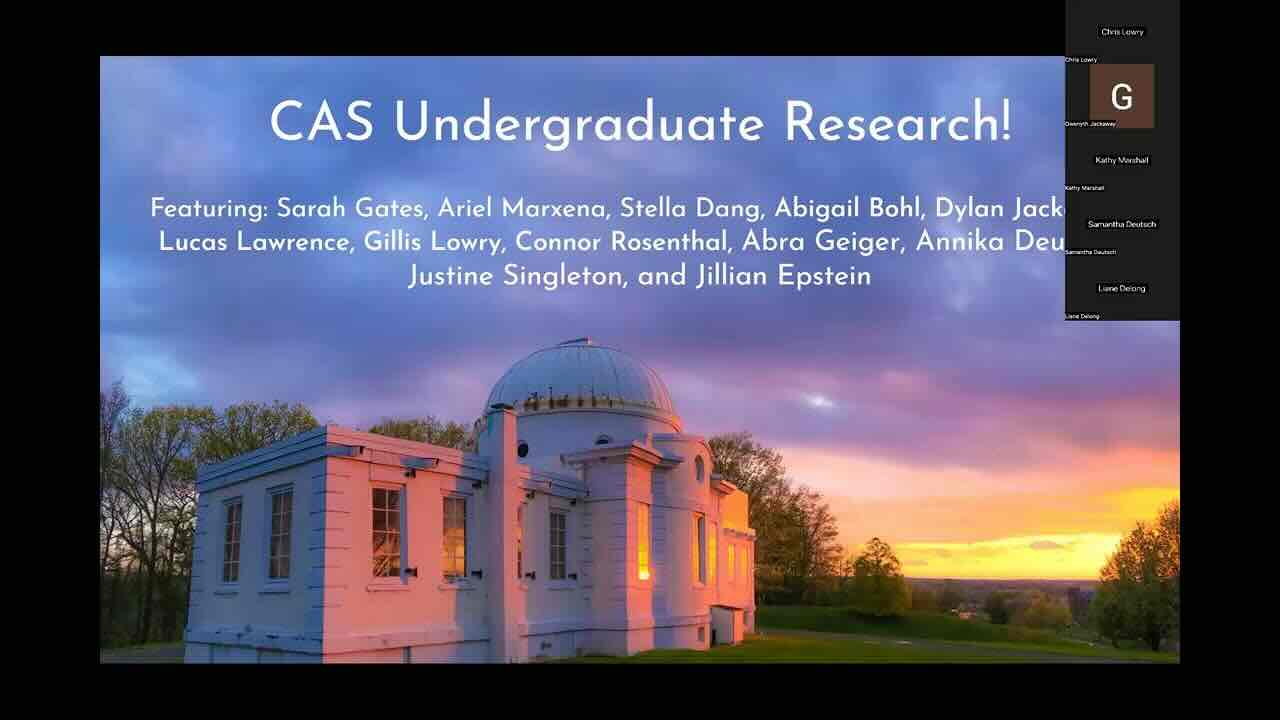 CAS Undergraduate Research!
Featuring: Sarah Gates, Ariel Marxena, Stella Dang, Abigail Bohl, Dylan
Lucas Lawrence, Gillis Lowry, Connor Rosenthal, Abra Geiger, Annika
Justine Singleton, and Jillian Epstein
Chris Lowry
Chris Lowry
G
Gwenyth Jackaway
Kathy Marshall
Kathy Marshall
Samantha Deutsch
Samantha Deutsch
Liane Delong
Liane Delong